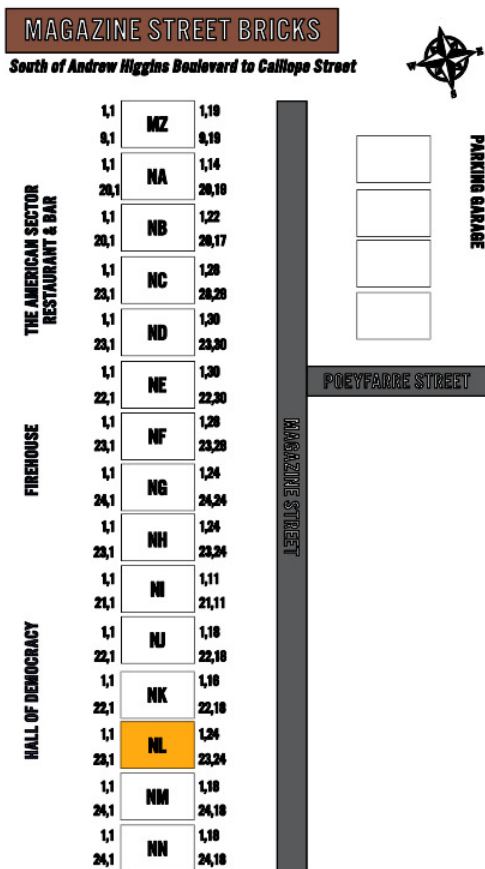 MAGAZINE STREET BRICKS
South of Andrew Higgins Boulevard to Calliope Street
N
E
S
W
1,1 MZ 1,19
9,1 9,19
1,1 NA 1,14
20,1 20,19
1,1 NB 1,22
20,1 20,17
1,1 NC 1,28
23,1 28,28
1,1 ND 1,30
23,1 23,30
1,1 NE 1,30
22,1 22,30
1,1 NF 1,28
23,1 23,28
1,1 NG 1,24
24,1 24,24
1,1 NH 1,24
23,1 23,24
1,1 NI 1,11
21,1 21,11
1,1 NJ 1,18
22,1 22,18
1,1 NK 1,16
22,1 22,18
1,1 NL 1,24
23,1 23,24
1,1 NM 1,18
24,1 24,18
1,1 NN 1,18
24,1 24,18
THE AMERICAN SECTOR
RESTAURANT & BAR
FIREHOUSE
HALL OF DEMOCRACY
MAGAZINE STREET
POEYFARRE STREET
PARKING GARAGE